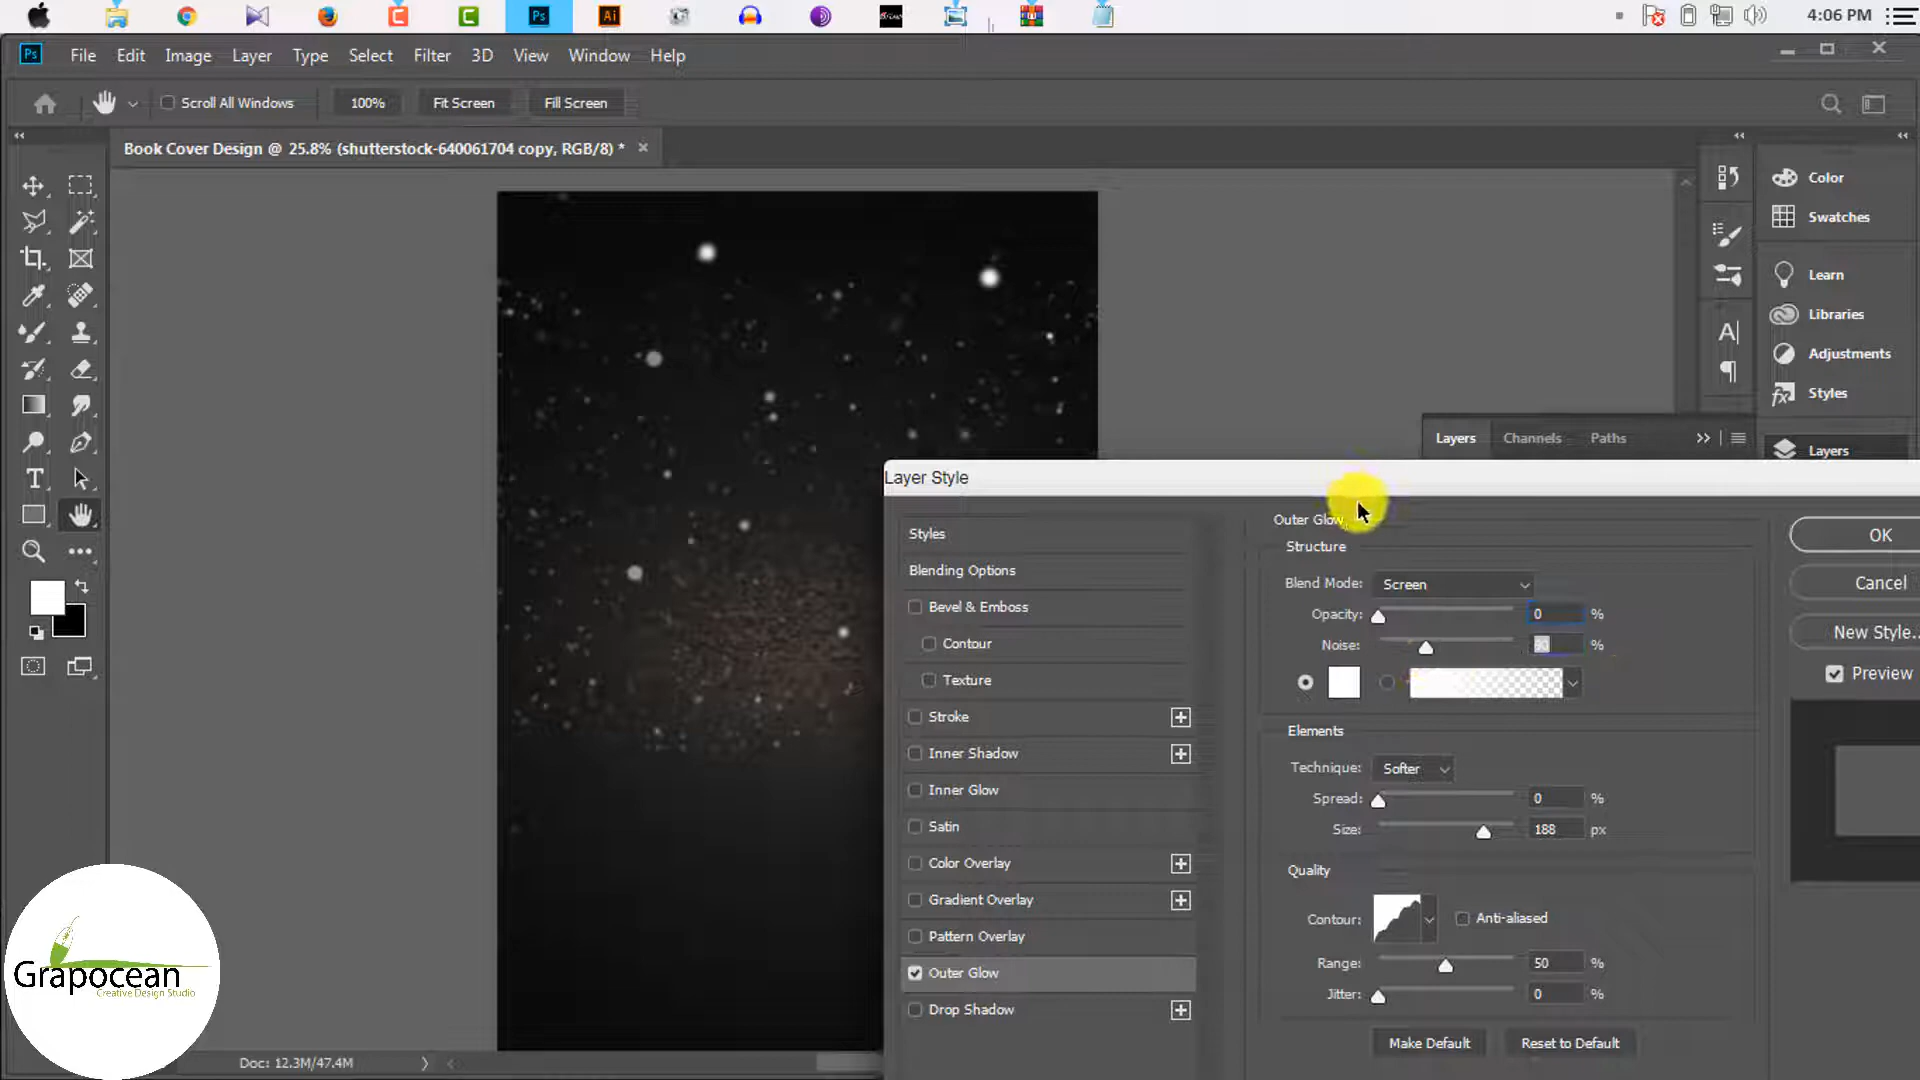 4:06 PM
Ps
Ai
Ps
File Edit Image Layer Type Select Filter 3D View Window Help
Scroll All Windows 100% Fit Screen Fill Screen
Book Cover Design @ 25.8% (shutterstock-640061704 copy, RGB/8) * ×
Color
Swatches
Learn
Libraries
Adjustments
Styles
Layers Channels Paths
Layers
Layer Style
Styles
Blending Options
Bevel & Emboss
Contour
Texture
Stroke
Inner Shadow
Inner Glow
Satin
Color Overlay
Gradient Overlay
Pattern Overlay
Outer Glow
Drop Shadow
Outer Glow
Structure
Blend Mode: Screen
Opacity: 0 %
Noise: %
Elements
Technique: Softer
Spread: 0 %
Size: 188 px
Quality
Contour: Anti-aliased
Range: 50 %
Jitter: 0 %
Make Default Reset to Default
OK
Cancel
New Style..
Preview
Grapocean
Creative Design Studio
Doc: 12.3M/47.4M